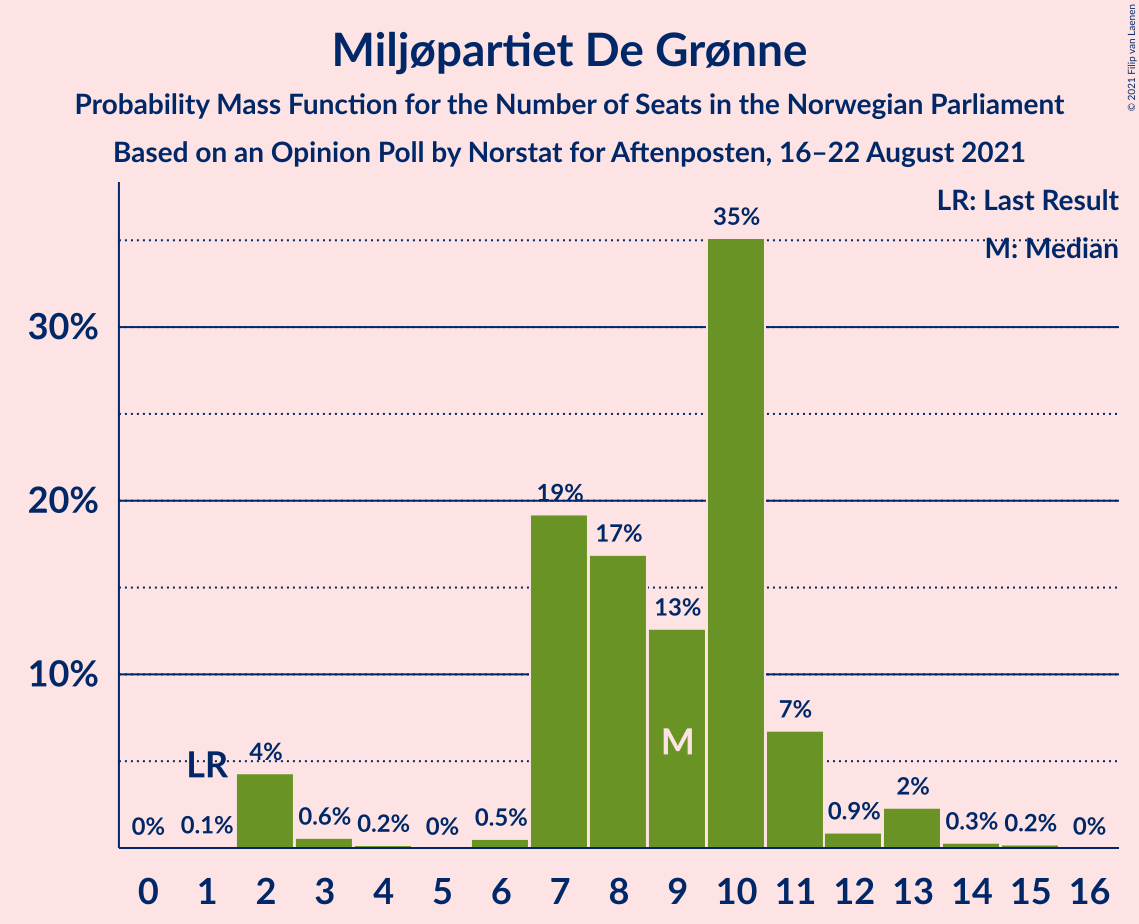 Miljøpartiet De Grønne
Probability Mass Function for the Number of Seats in the Norwegian Parliament
Based on an Opinion Poll by Norstat for Aftenposten, 16–22 August 2021
© 2021 Filip van Laenen
LR: Last Result
M: Median
30%
20%
10%
0%
0.1%
LR
4%
0.6%
0.2%
0%
0.5%
19%
17%
13%
M
35%
7%
0.9%
2%
0.3%
0.2%
0%
0 1 2 3 4 5 6 7 8 9 10 11 12 13 14 15 16